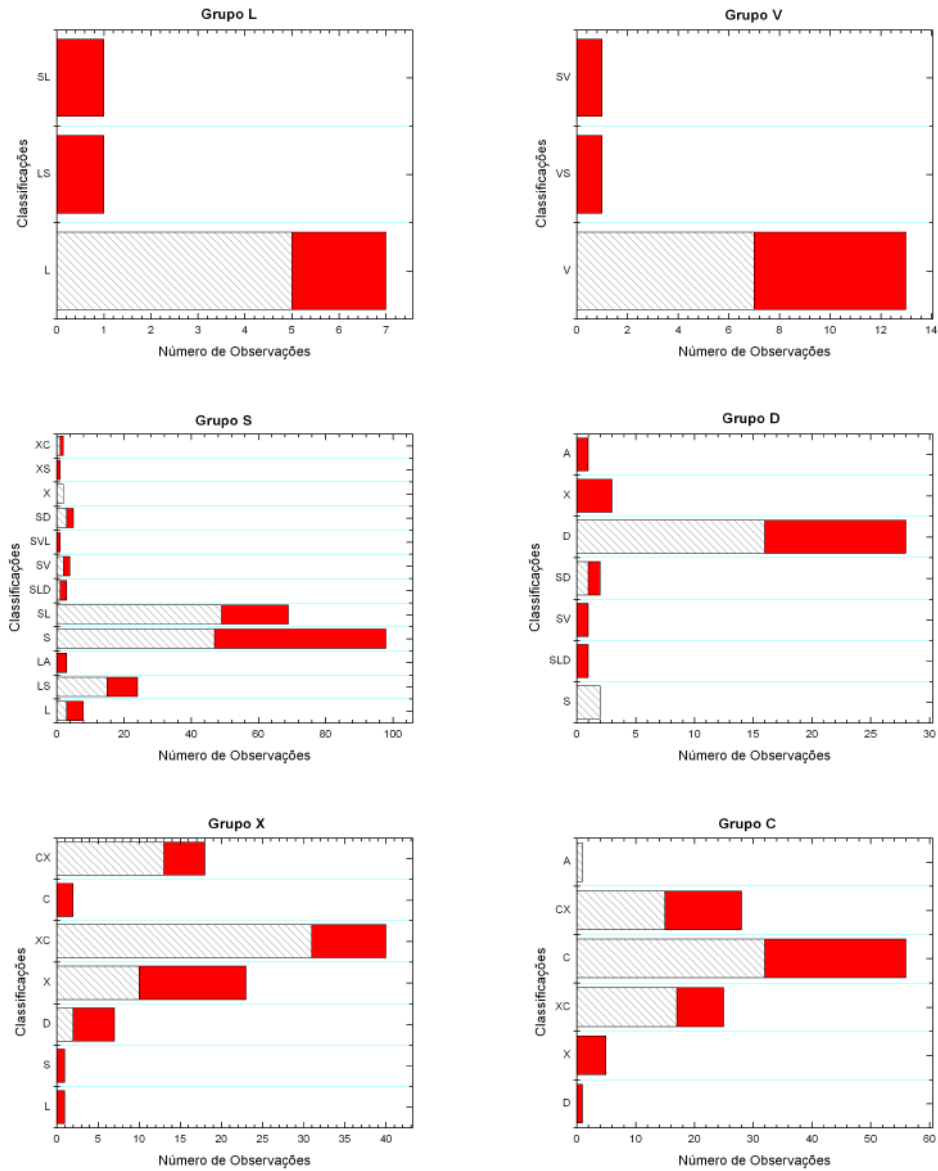 Grupo L
SL
LS
L
Classificações
0 1 2 3 4 5 6 7
Número de Observações
Grupo V
SV
VS
V
Classificações
0 2 4 6 8 10 12 14
Número de Observações
Grupo S
XC
XS
X
SD
SVL
SV
SLD
SL
S
LA
LS
L
Classificações
0 20 40 60 80 100
Número de Observações
Grupo D
A
X
D
SD
SV
SLD
S
Classificações
0 5 10 15 20 25 30
Número de Observações
Grupo X
CX
C
XC
X
D
S
L
Classificações
0 5 10 15 20 25 30 35 40
Número de Observações
Grupo C
A
CX
C
XC
X
D
Classificações
0 10 20 30 40 50 60
Número de Observações